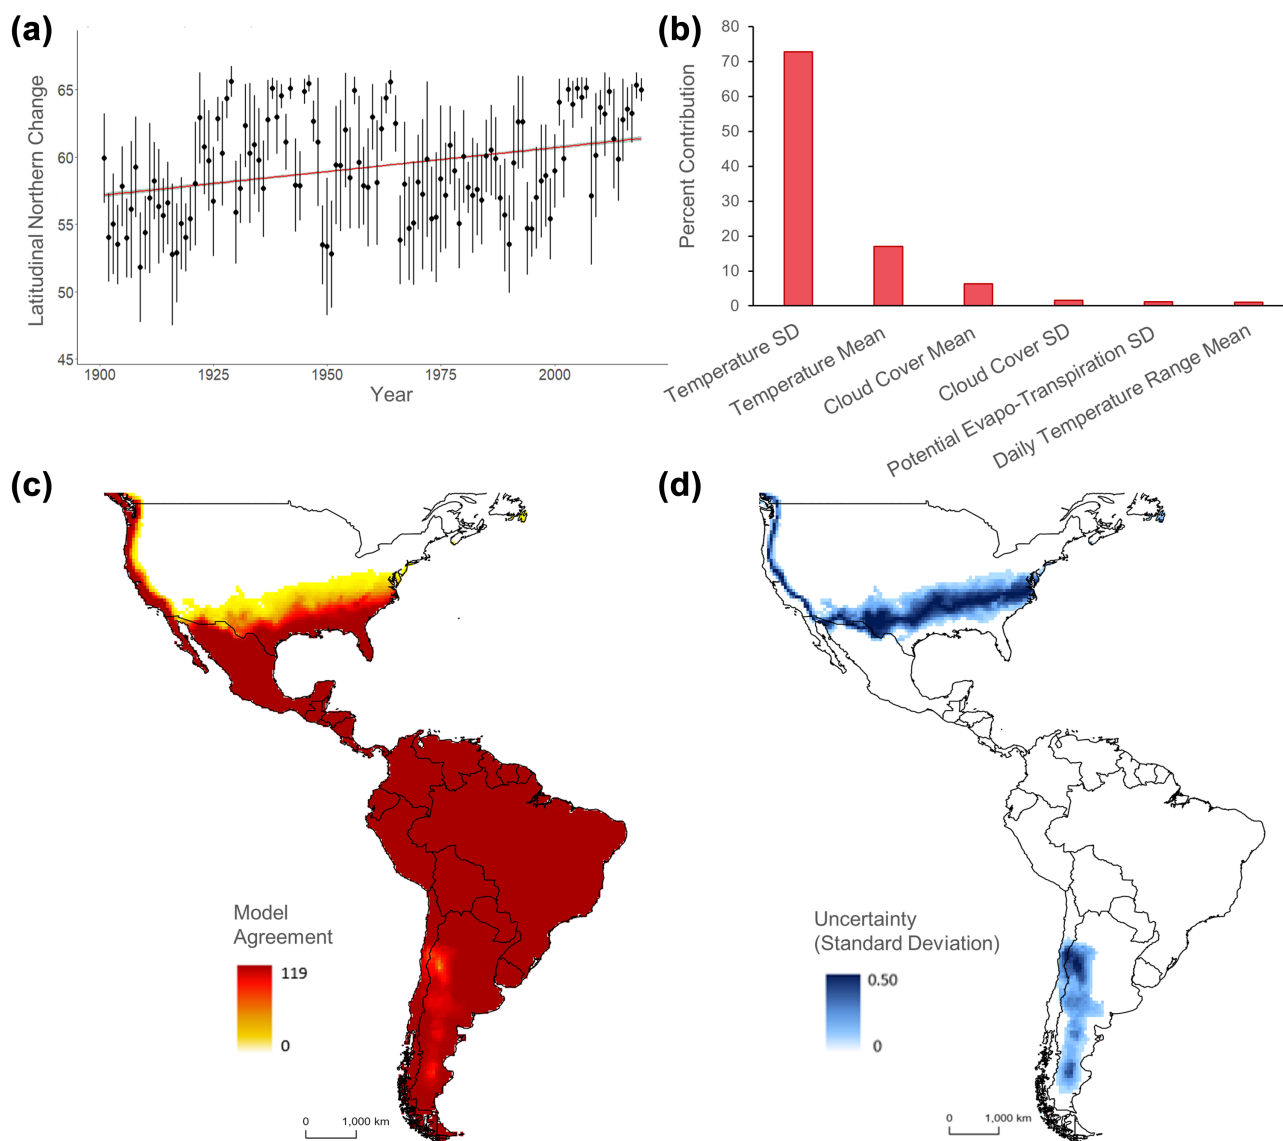 (a)
Latitudinal Northern Change
65
60
55
50
45
1900
1925
1950
1975
2000
Year
(b)
Percent Contribution
80
70
60
50
40
30
20
10
0
Temperature SD
Temperature Mean
Cloud Cover Mean
Cloud Cover SD
Potential Evapo-Transpiration SD
Daily Temperature Range Mean
(c)
Model
Agreement
119
0
0 1,000 km
(d)
Uncertainty
(Standard Deviation)
0.50
0
0 1,000 km